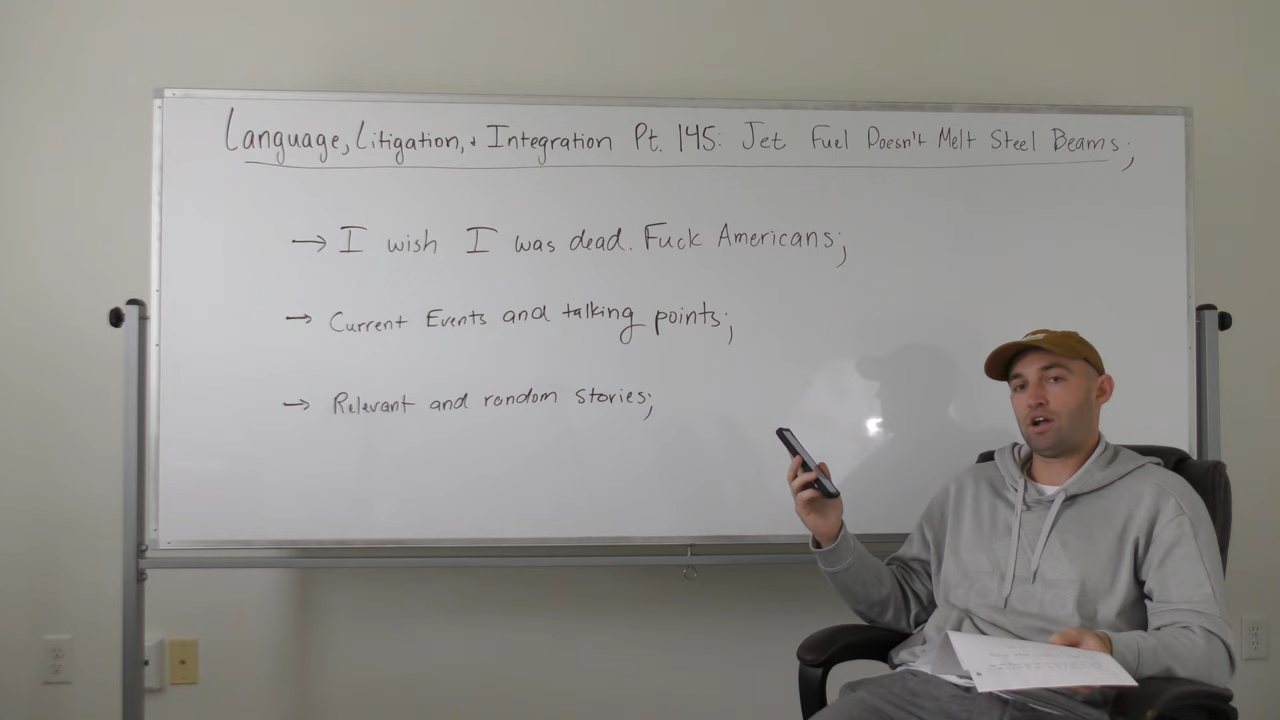 Language, Litigation, + Integration Pt. 145: Jet Fuel Doesn't Melt Steel Beams;
→ I wish I was dead. Fuck Americans;
→ Current Events and talking points;
→ Relevant and random stories;